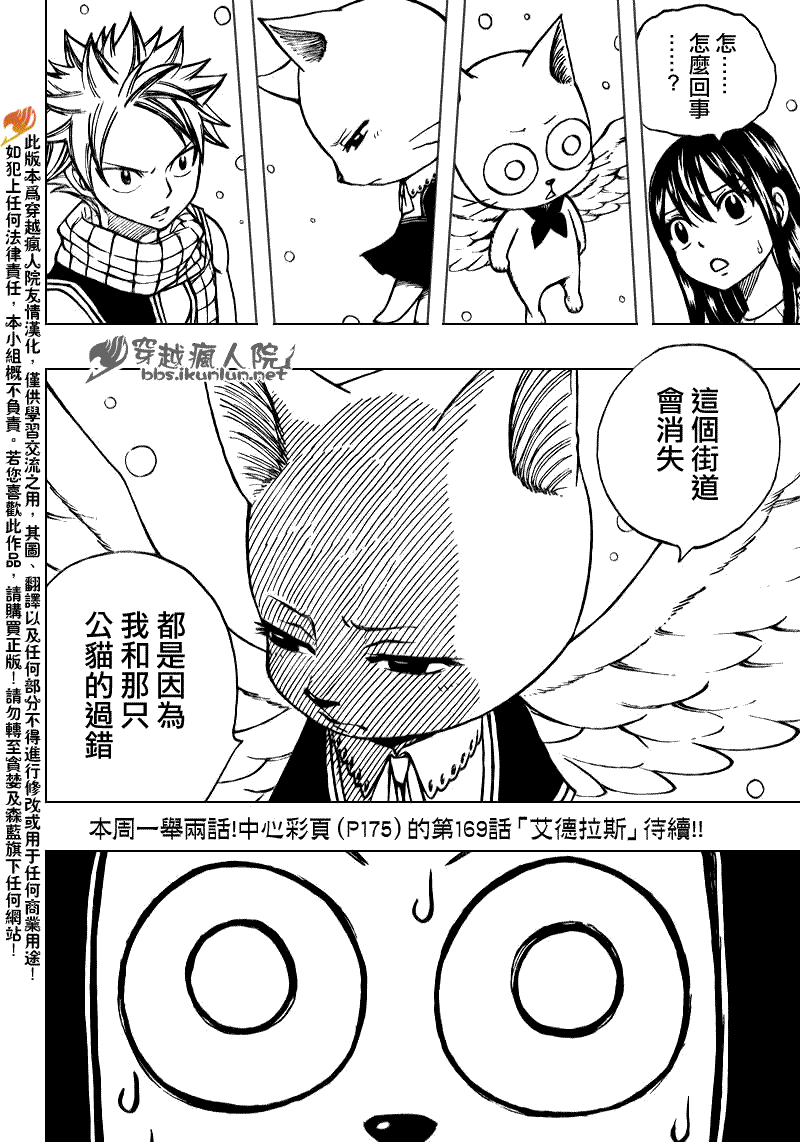 怎……
怎麼回事
……？
這個街道
會消失
都是因為
我和那只
公貓的過錯
本周一舉兩話!中心彩頁(P175)的第169話「艾德拉斯」待續!!
穿越瘋人院
bbs.ikunlun.net
此版本爲穿越瘋人院友情漢化，僅供學習交流之用，其圖、翻譯以及任何部分不得進行修改或用于任何商業用途！
如犯上任何法律責任，本小組概不負責。若您喜歡此作品，請購買正版！請勿轉至貪婪及森藍旗下任何網站！